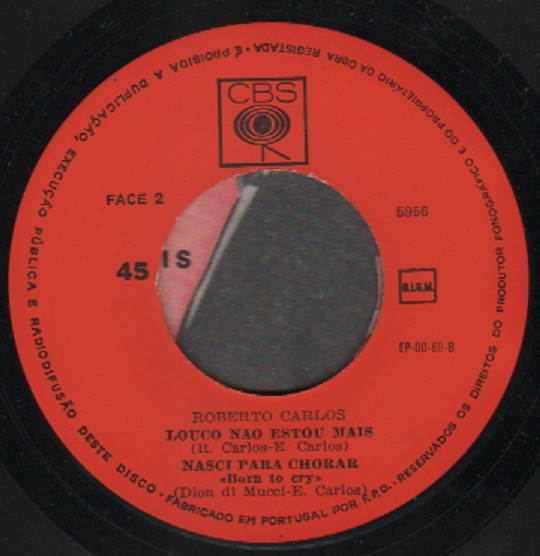 CBS
FACE 2
5956
45
IS
B.I.E.M.
EP-00-60-B
ROBERTO CARLOS
LOUCO NAO ESTOU MAIS
(R. Carlos-E. Carlos)
NASCI PARA CHORAR
«Born to cry»
(Dion di Mucci-E. Carlos)
RESERVADOS OS DIREITOS DO PRODUTOR FONOGRÁFICO E DO PROPRIETÁRIO DA OBRA REGISTADA • É PROIBIDA A DUPLICAÇÃO, EXECUÇÃO PÚBLICA E RADIODIFUSÃO DESTE DISCO • FABRICADO EM PORTUGAL POR F.P.D. •